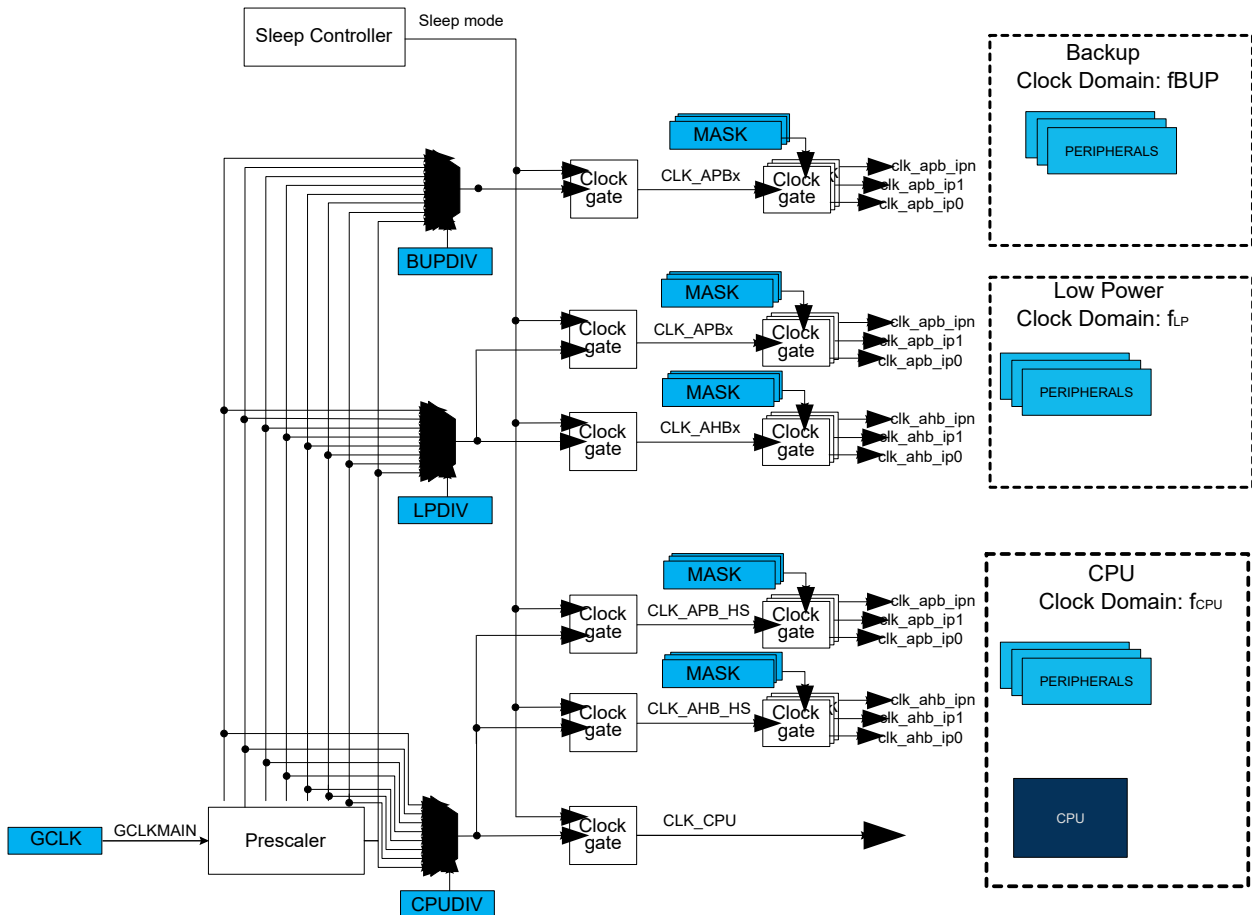 Sleep mode
Sleep Controller
Backup
Clock Domain: fBUP
PERIPHERALS
MASK
Clock
gate
CLK_APBx
Clock
gate
clk_apb_ipn
clk_apb_ip1
clk_apb_ip0
BUPDIV
Low Power
Clock Domain: fLP
PERIPHERALS
MASK
Clock
gate
CLK_APBx
Clock
gate
clk_apb_ipn
clk_apb_ip1
clk_apb_ip0
MASK
Clock
gate
CLK_AHBx
Clock
gate
clk_ahb_ipn
clk_ahb_ip1
clk_ahb_ip0
LPDIV
CPU
Clock Domain: fCPU
PERIPHERALS
MASK
Clock
gate
CLK_APB_HS
Clock
gate
clk_apb_ipn
clk_apb_ip1
clk_apb_ip0
MASK
Clock
gate
CLK_AHB_HS
Clock
gate
clk_ahb_ipn
clk_ahb_ip1
clk_ahb_ip0
CPU
GCLK
GCLKMAIN
Prescaler
Clock
gate
CLK_CPU
CPUDIV